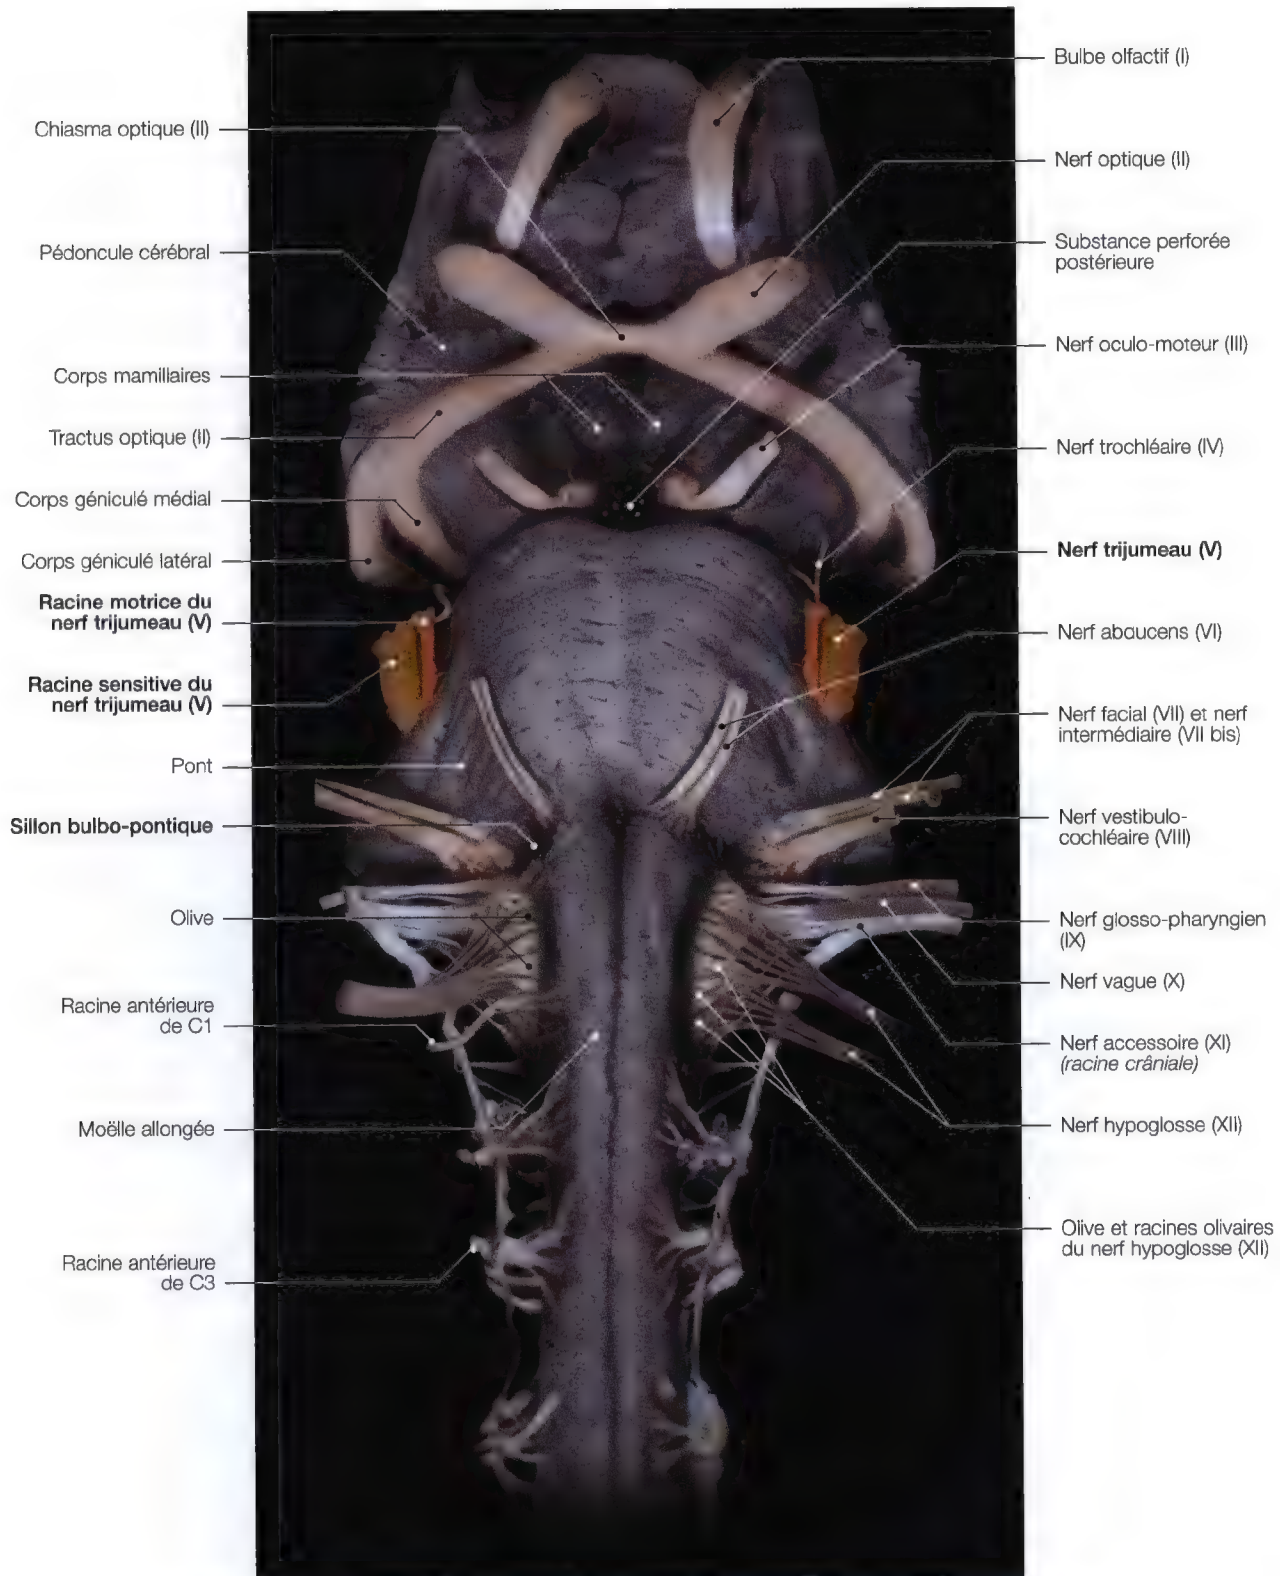 Chiasma optique (II)
Pédoncule cérébral
Corps mamillaires
Tractus optique (II)
Corps géniculé médial
Corps géniculé latéral
Racine motrice du
nerf trijumeau (V)
Racine sensitive du
nerf trijumeau (V)
Pont
Sillon bulbo-pontique
Olive
Racine antérieure
de C1
Moëlle allongée
Racine antérieure
de C3
Bulbe olfactif (I)
Nerf optique (II)
Substance perforée
postérieure
Nerf oculo-moteur (III)
Nerf trochléaire (IV)
Nerf trijumeau (V)
Nerf abaucens (VI)
Nerf facial (VII) et nerf
intermédiaire (VII bis)
Nerf vestibulo-
cochléaire (VIII)
Nerf glosso-pharyngien
(IX)
Nerf vague (X)
Nerf accessoire (XI)
(racine crâniale)
Nerf hypoglosse (XII)
Olive et racines olivaires
du nerf hypoglosse (XII)